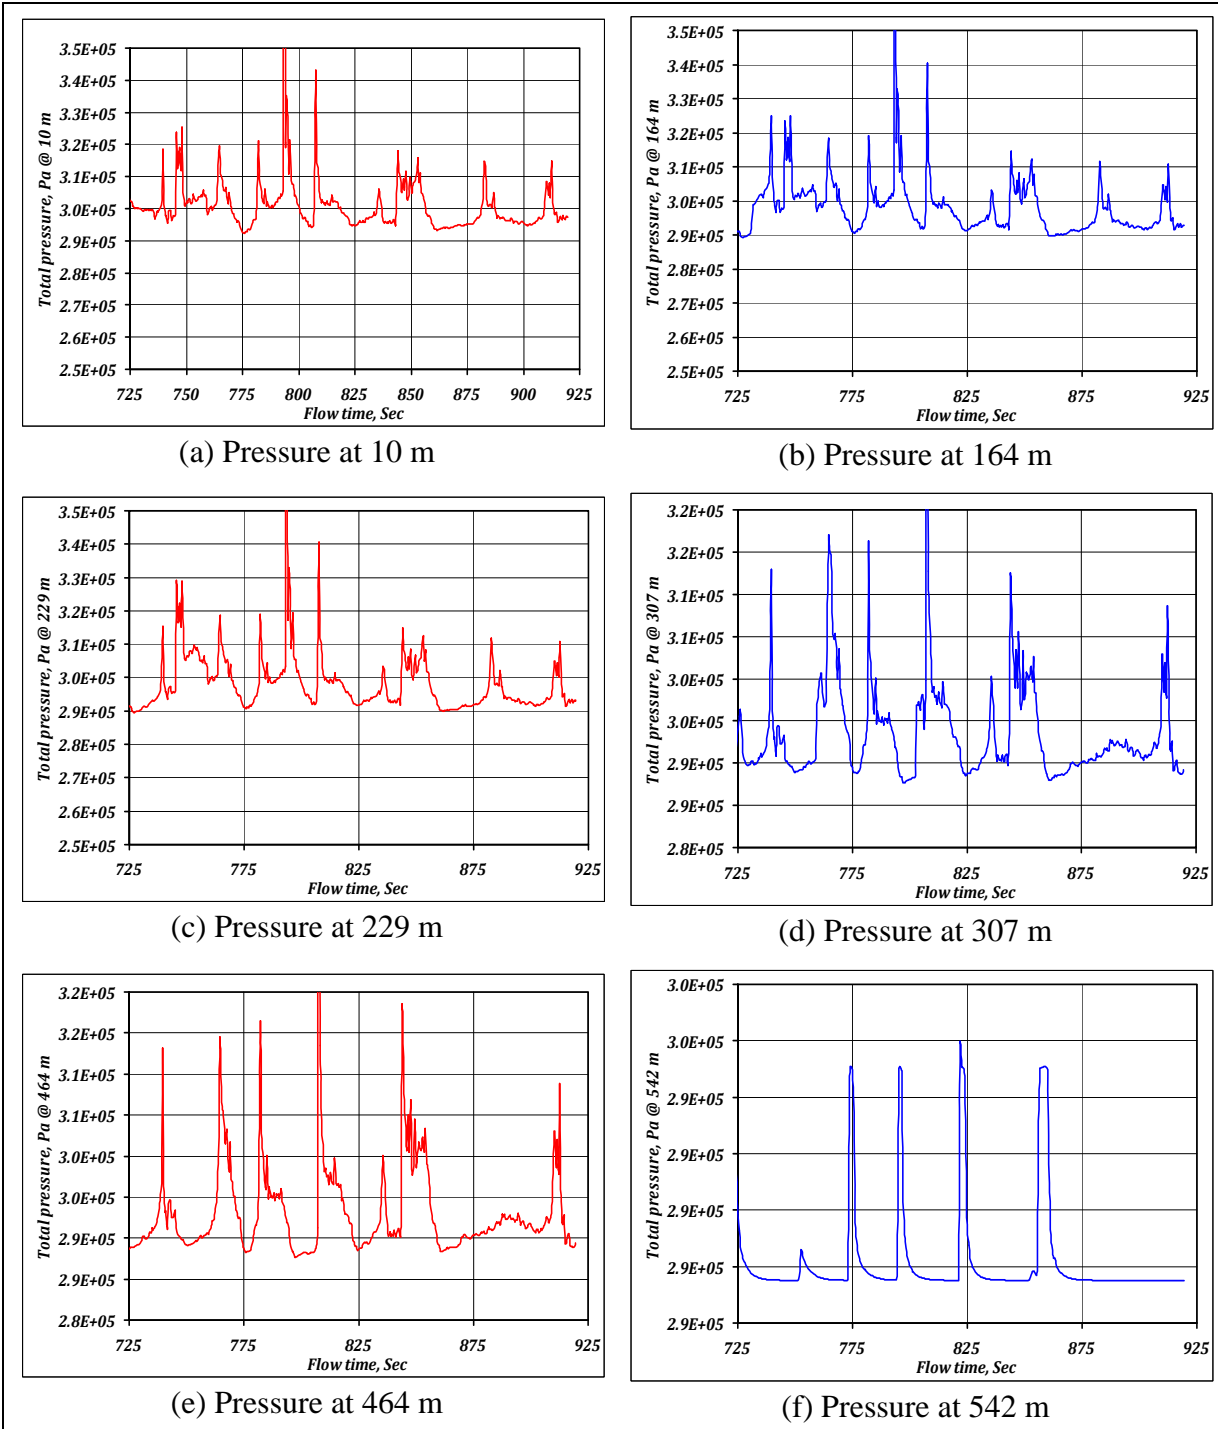 Total pressure, Pa @ 10 m
3.5E+05
3.4E+05
3.3E+05
3.2E+05
3.1E+05
3.0E+05
2.9E+05
2.8E+05
2.7E+05
2.6E+05
2.5E+05
725 750 775 800 825 850 875 900 925
Flow time, Sec
(a) Pressure at 10 m
Total pressure, Pa @ 164 m
3.5E+05
3.4E+05
3.3E+05
3.2E+05
3.1E+05
3.0E+05
2.9E+05
2.8E+05
2.7E+05
2.6E+05
2.5E+05
725 775 825 875 925
Flow time, Sec
(b) Pressure at 164 m
Total pressure, Pa @ 229 m
3.5E+05
3.4E+05
3.3E+05
3.2E+05
3.1E+05
3.0E+05
2.9E+05
2.8E+05
2.7E+05
2.6E+05
2.5E+05
725 775 825 875 925
Flow time, Sec
(c) Pressure at 229 m
Total pressure, Pa @ 307 m
3.2E+05
3.2E+05
3.1E+05
3.1E+05
3.0E+05
3.0E+05
2.9E+05
2.9E+05
2.8E+05
725 775 825 875 925
Flow time, Sec
(d) Pressure at 307 m
Total pressure, Pa @ 464 m
3.2E+05
3.2E+05
3.1E+05
3.1E+05
3.0E+05
3.0E+05
2.9E+05
2.9E+05
2.8E+05
725 775 825 875 925
Flow time, Sec
(e) Pressure at 464 m
Total pressure, Pa @ 542 m
3.0E+05
3.0E+05
2.9E+05
2.9E+05
2.9E+05
2.9E+05
2.9E+05
725 775 825 875 925
Flow time, Sec
(f) Pressure at 542 m